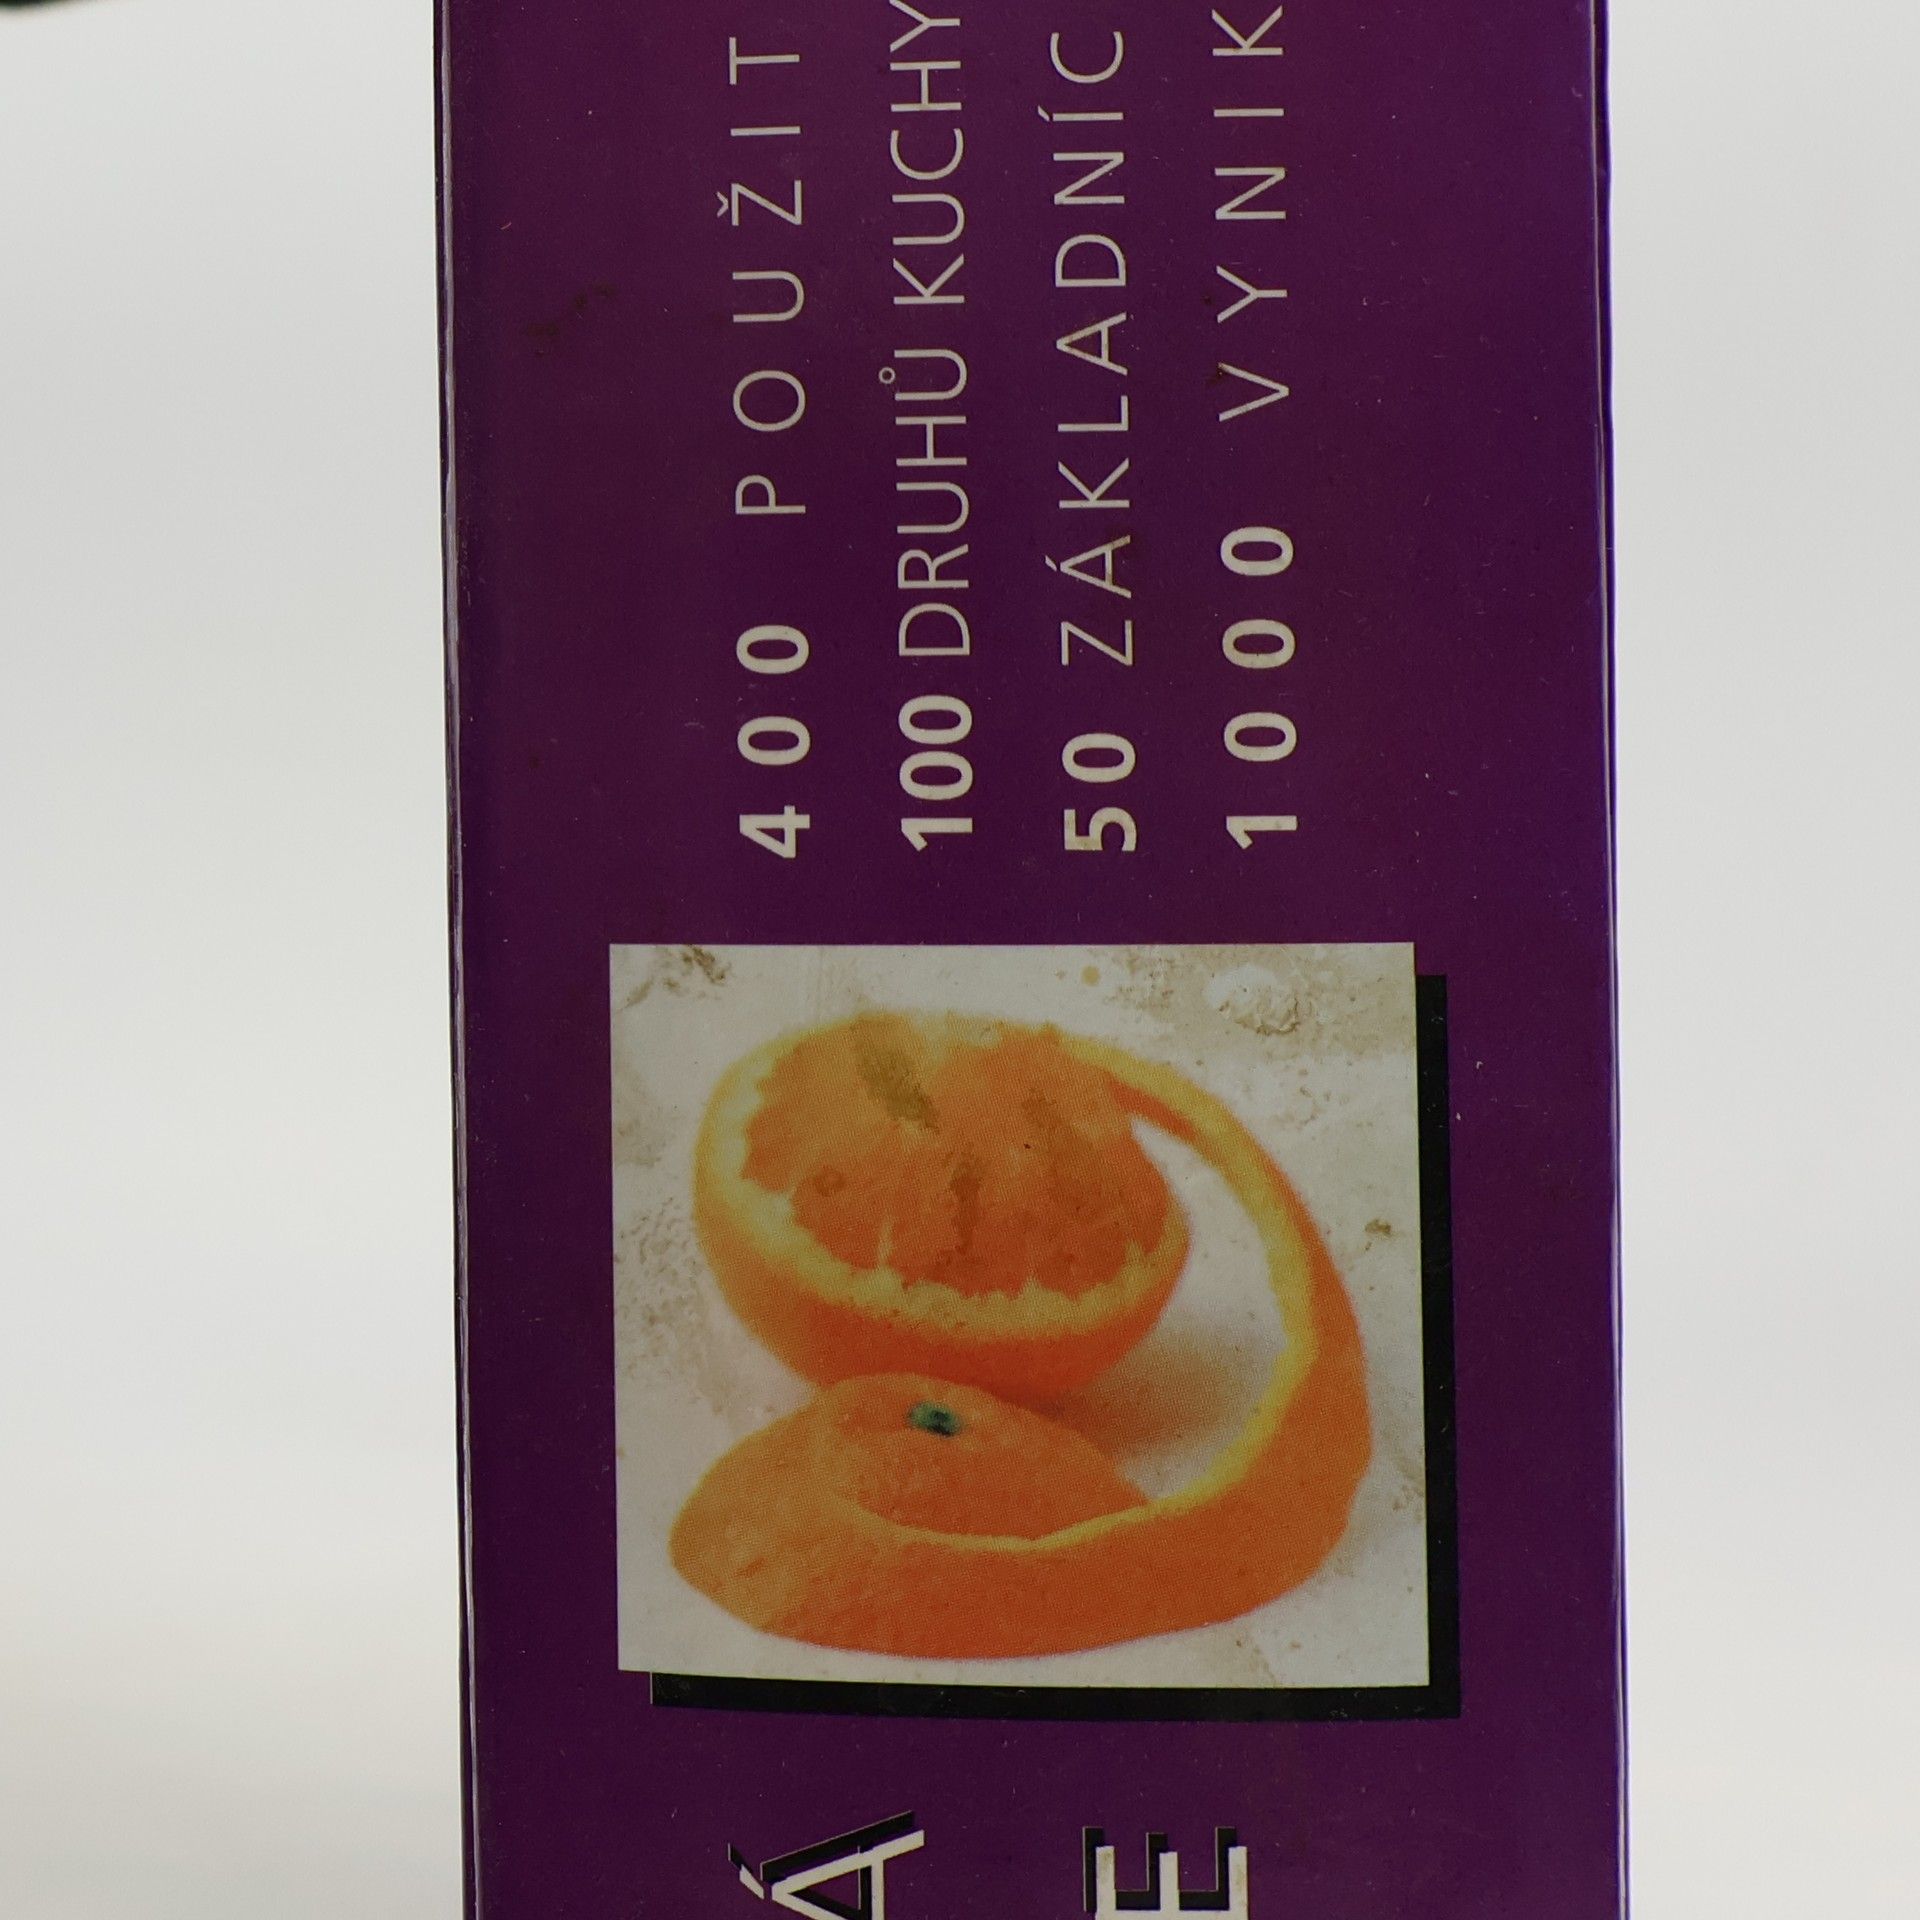 400 POUŽIT
100 DRUHŮ KUCHY
50 ZÁKLADNÍC
1000 VYNIK
Á
E